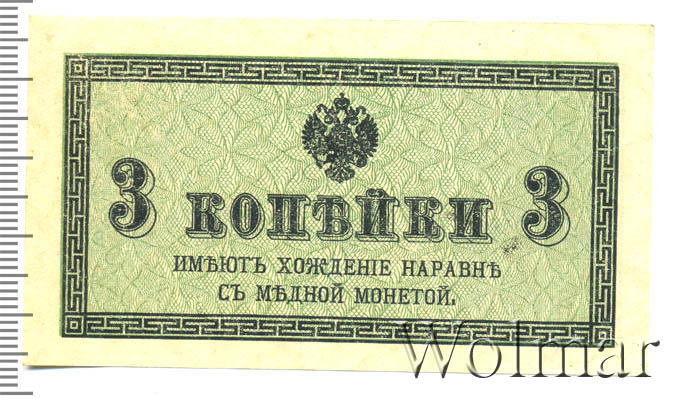 3 КОПѢЙКИ 3
ИМѢЮТЪ ХОЖДЕНІЕ НАРАВНѢ
СЪ МѢДНОЙ МОНЕТОЙ.
Wolmar